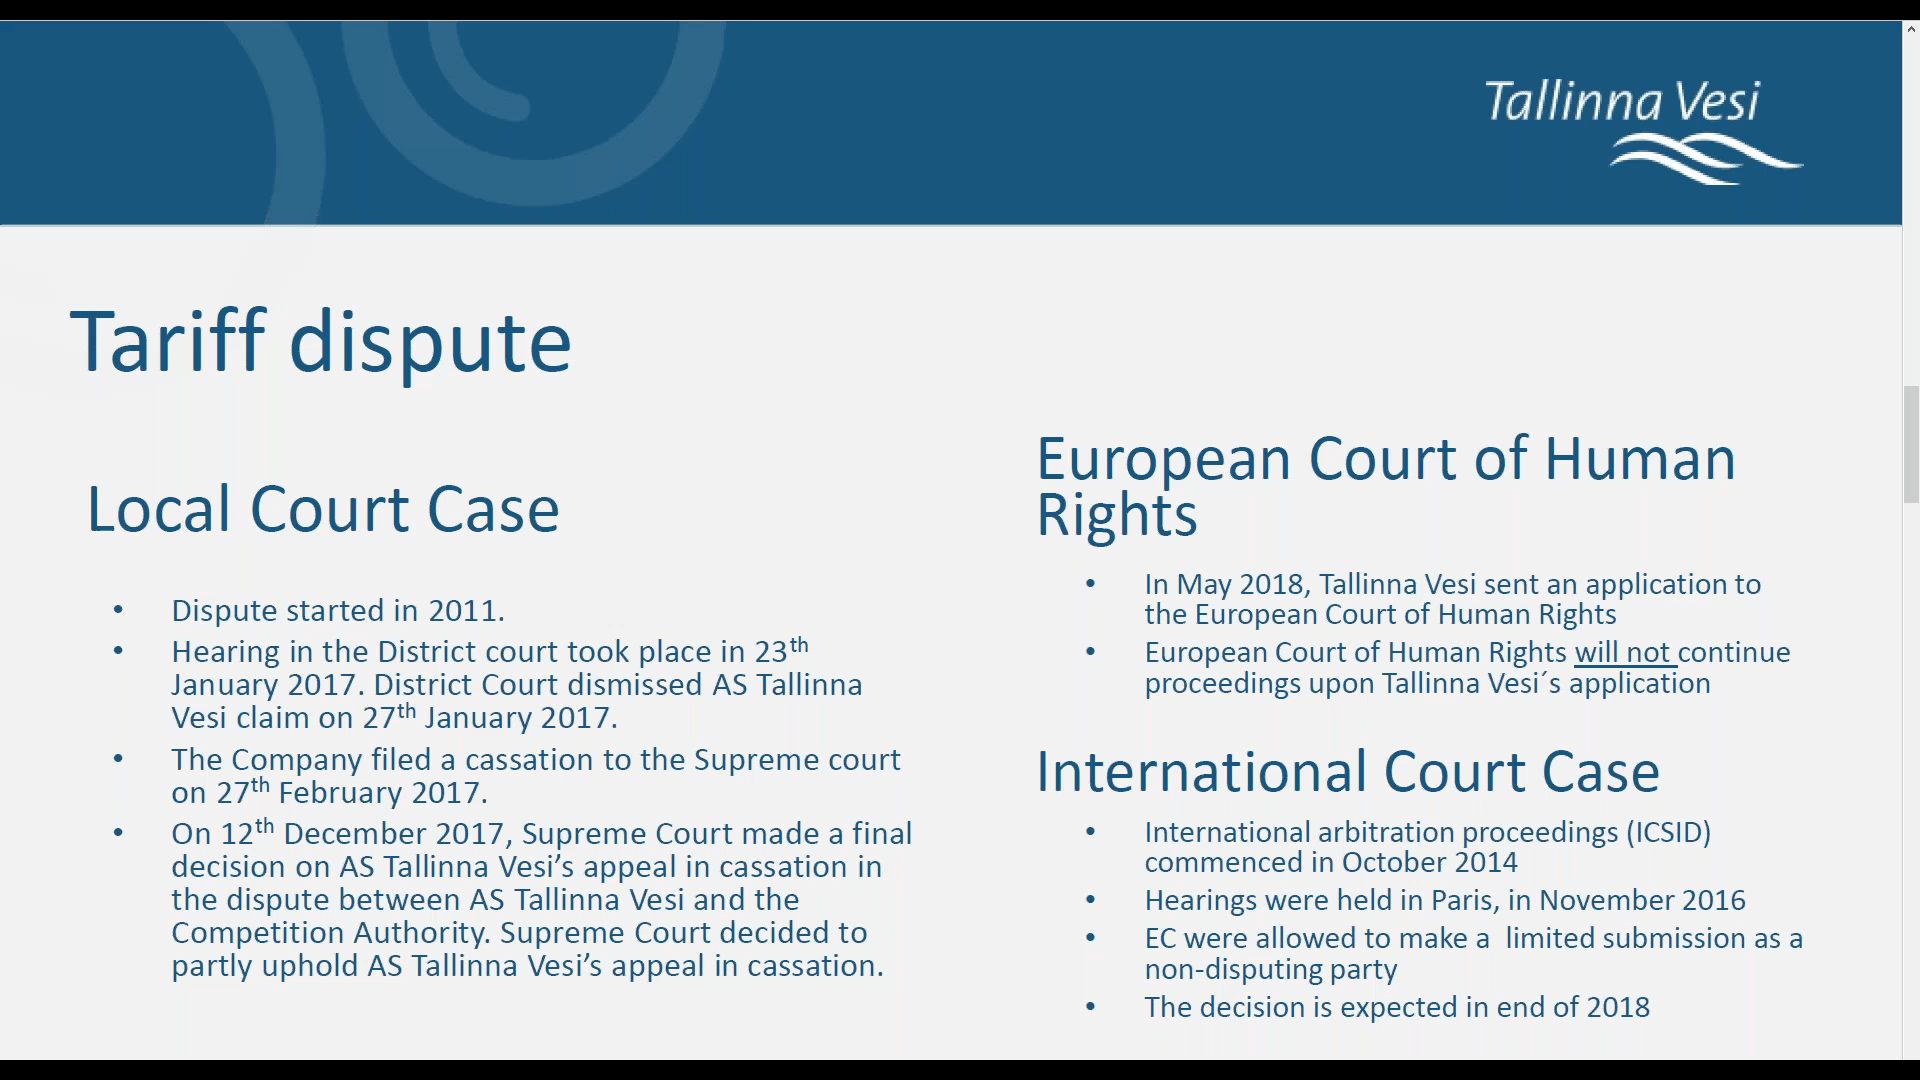 Tallinna Vesi
Tariff dispute
Local Court Case
• Dispute started in 2011.
• Hearing in the District court took place in 23th
January 2017. District Court dismissed AS Tallinna
Vesi claim on 27th January 2017.
• The Company filed a cassation to the Supreme court
on 27th February 2017.
• On 12th December 2017, Supreme Court made a final
decision on AS Tallinna Vesi’s appeal in cassation in
the dispute between AS Tallinna Vesi and the
Competition Authority. Supreme Court decided to
partly uphold AS Tallinna Vesi’s appeal in cassation.
European Court of Human
Rights
• In May 2018, Tallinna Vesi sent an application to
the European Court of Human Rights
• European Court of Human Rights will not continue
proceedings upon Tallinna Vesi´s application
International Court Case
• International arbitration proceedings (ICSID)
commenced in October 2014
• Hearings were held in Paris, in November 2016
• EC were allowed to make a  limited submission as a
non-disputing party
• The decision is expected in end of 2018